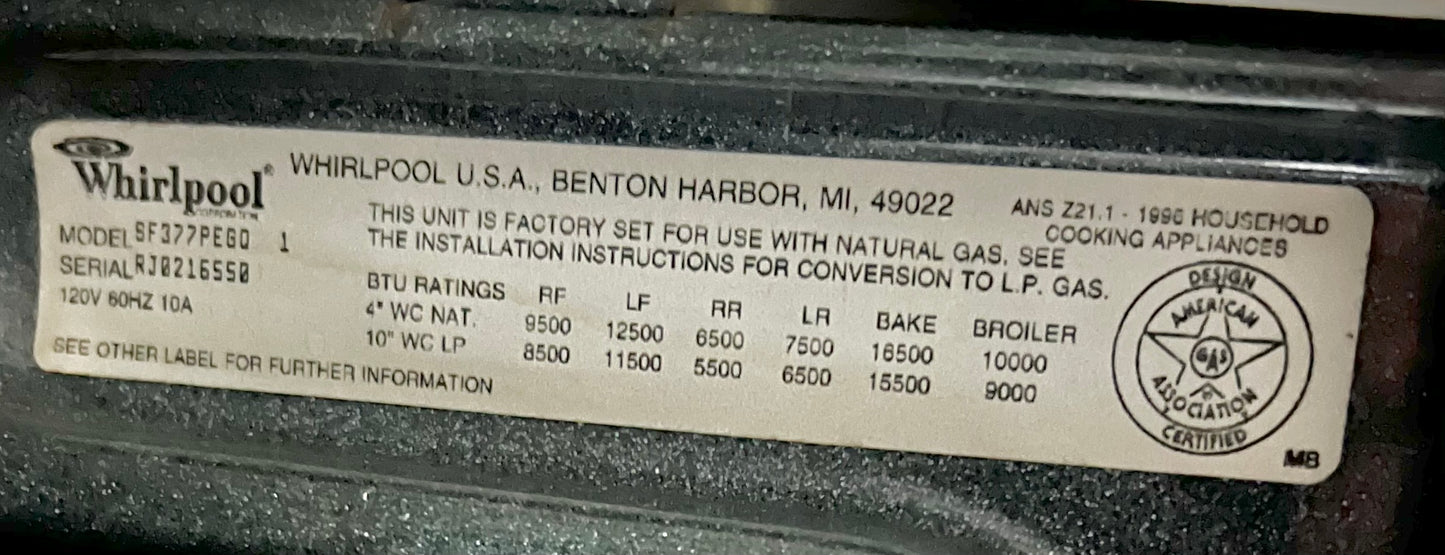 Whirlpool®
CORPORATION
WHIRLPOOL U.S.A., BENTON HARBOR, MI, 49022
ANS Z21.1 - 1996 HOUSEHOLD
COOKING APPLIANCES
MODEL SF377PEGQ 1
SERIAL RJ0216550
120V 60HZ 10A
THIS UNIT IS FACTORY SET FOR USE WITH NATURAL GAS. SEE
THE INSTALLATION INSTRUCTIONS FOR CONVERSION TO L.P. GAS.
BTU RATINGS RF LF RR LR BAKE BROILER
4" WC NAT. 9500 12500 6500 7500 16500 10000
10" WC LP 8500 11500 5500 6500 15500 9000
SEE OTHER LABEL FOR FURTHER INFORMATION
DESIGN
AMERICAN
GAS
ASSOCIATION
CERTIFIED
MB